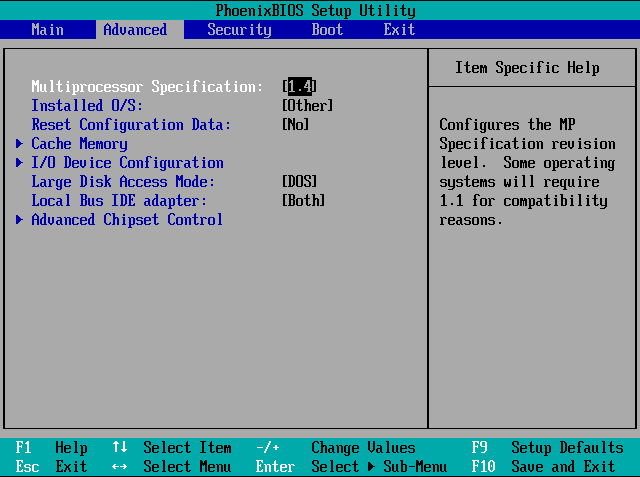 PhoenixBIOS Setup Utility
Main Advanced Security Boot Exit
Multiprocessor Specification: [1.4]
Installed O/S: [Other]
Reset Configuration Data: [No]
Cache Memory
I/O Device Configuration
Large Disk Access Mode: [DOS]
Local Bus IDE adapter: [Both]
Advanced Chipset Control
Item Specific Help
Configures the MP
Specification revision
level. Some operating
systems will require
1.1 for compatibility
reasons.
F1 Help ↑↓ Select Item -/+ Change Values F9 Setup Defaults
Esc Exit ↔ Select Menu Enter Select ▶ Sub-Menu F10 Save and Exit